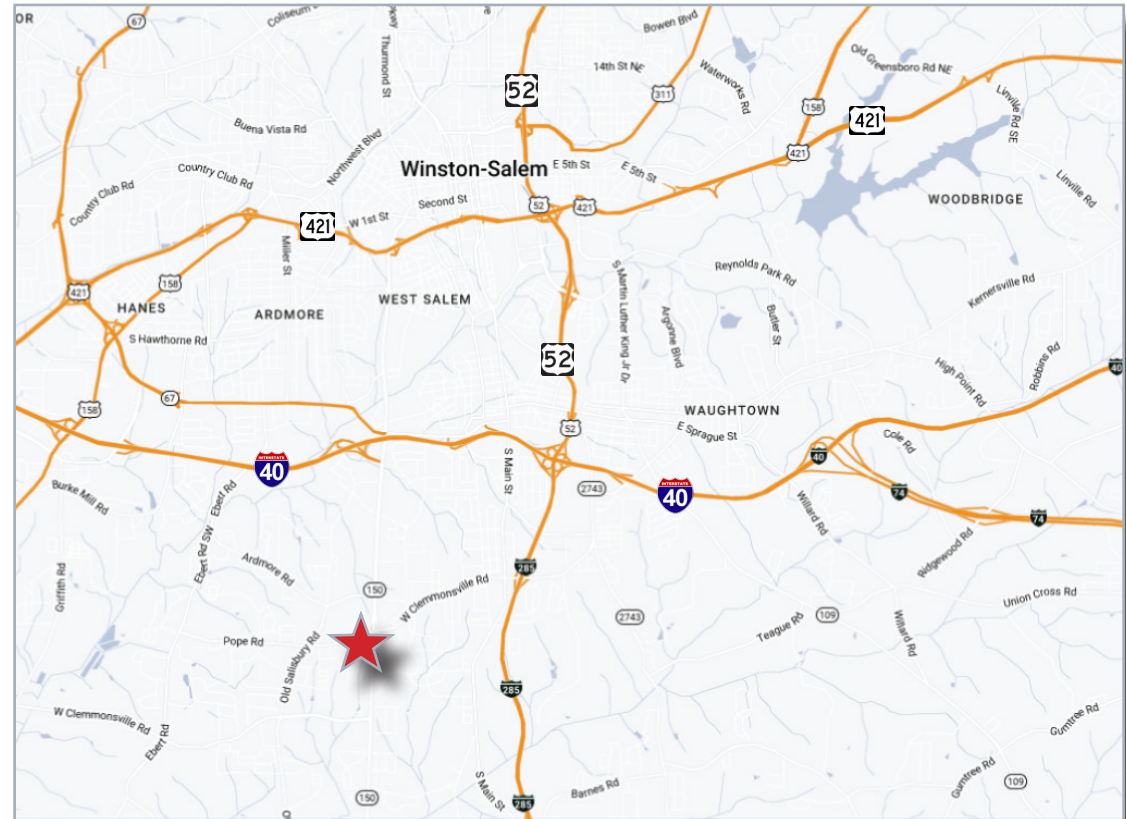 OR
67
Coliseum
Pkwy
Thurmond St
Bowen Blvd
14th St NE
52
311
Waterworks Rd
Old Greensboro Rd NE
158
421
Linville Rd SE
421
Buena Vista Rd
Northwest Blvd
Winston-Salem
E 5th St
E 5th St
Country Club Rd
Country Club Rd
Linville Rd
WOODBRIDGE
Second St
W 1st St
52
421
421
Miller St
S Martin Luther King Jr Dr
Reynolds Park Rd
158
421
Kernersville Rd
HANES
ARDMORE
WEST SALEM
Argonne Blvd
Butler St
S Hawthorne Rd
52
High Point Rd
Robbins Rd
40
67
158
WAUGHTOWN
E Sprague St
52
Cole Rd
40
40
S Main St
2743
40
74
74
Burke Mill Rd
Ebert Rd
Willard Rd
Ebert Rd SW
Ridgewood Rd
Ardmore Rd
285
Griffith Rd
150
W Clemmonsville Rd
Union Cross Rd
2743
109
Teague Rd
Willard Rd
Pope Rd
Old Salisbury Rd
285
W Clemmonsville Rd
Ebert Rd
Gumtree Rd
Gumtree Rd
109
S Main St
Barnes Rd
150
285